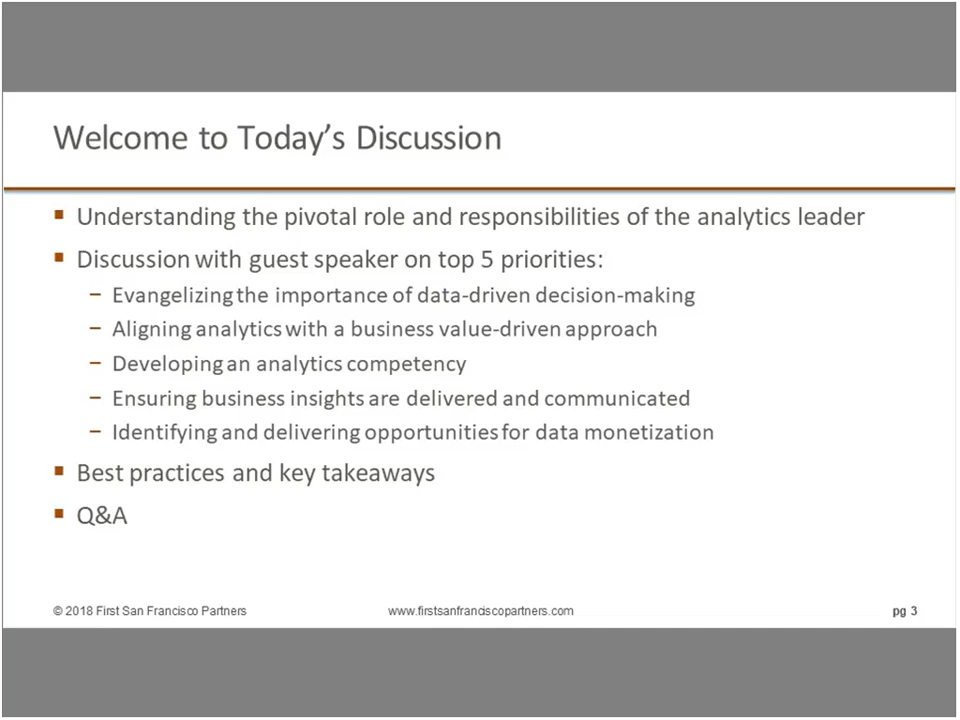 Welcome to Today's Discussion
▪ Understanding the pivotal role and responsibilities of the analytics leader
▪ Discussion with guest speaker on top 5 priorities:
− Evangelizing the importance of data-driven decision-making
− Aligning analytics with a business value-driven approach
− Developing an analytics competency
− Ensuring business insights are delivered and communicated
− Identifying and delivering opportunities for data monetization
▪ Best practices and key takeaways
▪ Q&A
© 2018 First San Francisco Partners www.firstsanfranciscopartners.com pg 3